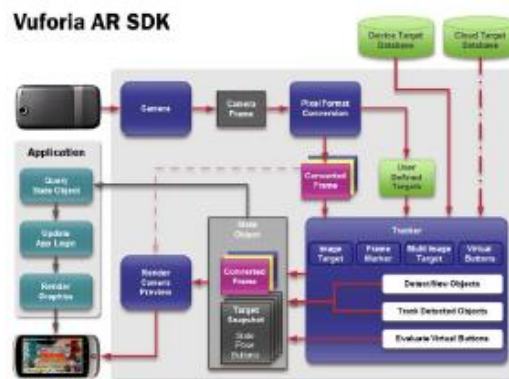 Vuforia AR SDK
Device Target
Database
Cloud Target
Database
Camera
Camera
Frame
Pixel Format
Conversion
Application
Query
State Object
Update
App Logic
Render
Graphics
Converted
Frame
User
Defined
Targets
State
Object
Converted
Frame
Target
Snapshot
State
Pose
Buttons
Render
Camera
Preview
Tracker
Image
Target
Frame
Marker
Multi Image
Target
Virtual
Buttons
Detect New Objects
Track Detected Objects
Evaluate Virtual Buttons